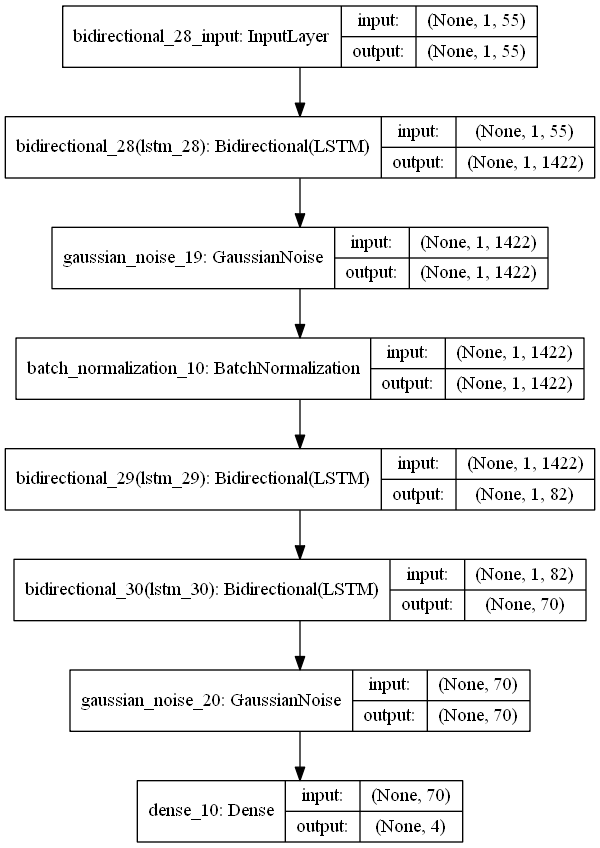 bidirectional_28_input: InputLayer
input:
(None, 1, 55)
output:
(None, 1, 55)
bidirectional_28(lstm_28): Bidirectional(LSTM)
input:
(None, 1, 55)
output:
(None, 1, 1422)
gaussian_noise_19: GaussianNoise
input:
(None, 1, 1422)
output:
(None, 1, 1422)
batch_normalization_10: BatchNormalization
input:
(None, 1, 1422)
output:
(None, 1, 1422)
bidirectional_29(lstm_29): Bidirectional(LSTM)
input:
(None, 1, 1422)
output:
(None, 1, 82)
bidirectional_30(lstm_30): Bidirectional(LSTM)
input:
(None, 1, 82)
output:
(None, 70)
gaussian_noise_20: GaussianNoise
input:
(None, 70)
output:
(None, 70)
dense_10: Dense
input:
(None, 70)
output:
(None, 4)